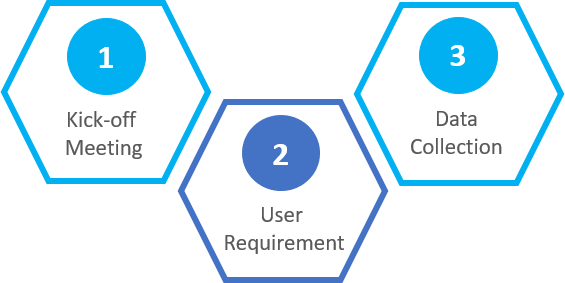 1
Kick-off
Meeting
2
User
Requirement
3
Data
Collection